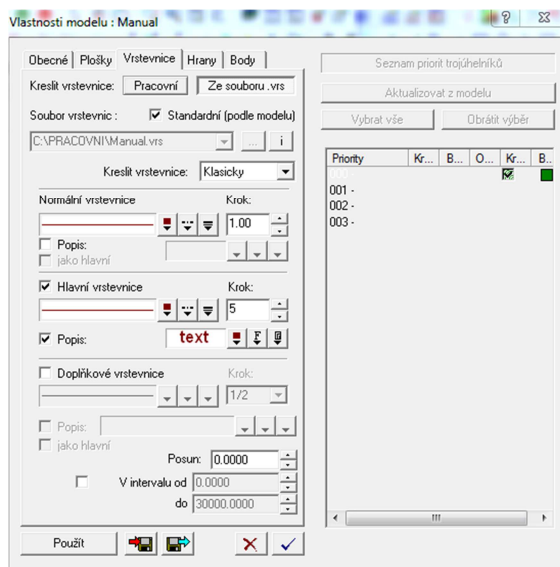 Vlastnosti modelu : Manual
Obecné Plošky Vrstevnice Hrany Body
Kreslit vrstevnice: Pracovní Ze souboru .vrs
Soubor vrstevnic : Standardní (podle modelu)
C:\PRACOVNI\Manual.vrs ... i
Kreslit vrstevnice: Klasicky
Normální vrstevnice Krok:
1.00
Popis:
jako hlavní
Hlavní vrstevnice Krok:
5
Popis: text F
Doplňkové vrstevnice Krok:
1/2
Popis:
jako hlavní
Posun: 0.0000
V intervalu od 0.0000
do 30000.0000
Použít
Seznam priorit trojúhelníků
Aktualizovat z modelu
Vybrat vše Obrátit výběr
Priority Kr... B... O... Kr... B..
000 -
001 -
002 -
003 -